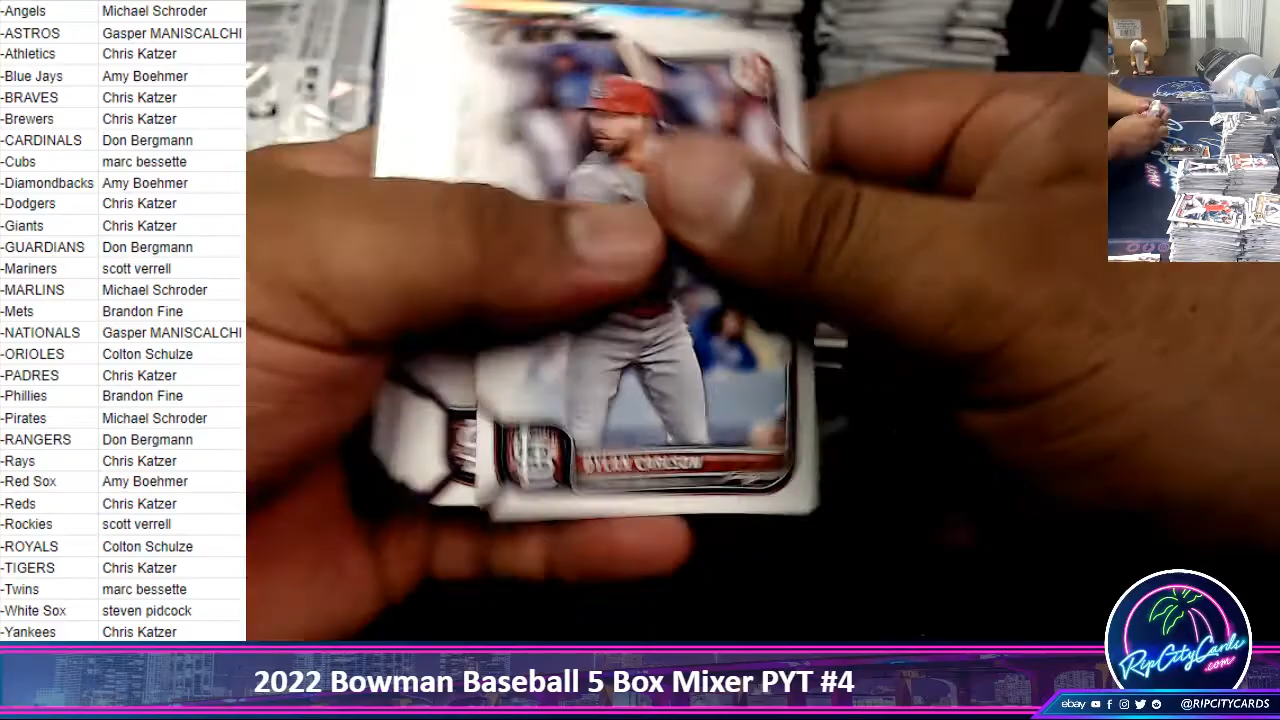 -Angels Michael Schroder
-ASTROS Gasper MANISCALCHI
-Athletics Chris Katzer
-Blue Jays Amy Boehmer
-BRAVES Chris Katzer
-Brewers Chris Katzer
-CARDINALS Don Bergmann
-Cubs marc bessette
-Diamondbacks Amy Boehmer
-Dodgers Chris Katzer
-Giants Chris Katzer
-GUARDIANS Don Bergmann
-Mariners scott verrell
-MARLINS Michael Schroder
-Mets Brandon Fine
-NATIONALS Gasper MANISCALCHI
-ORIOLES Colton Schulze
-PADRES Chris Katzer
-Phillies Brandon Fine
-Pirates Michael Schroder
-RANGERS Don Bergmann
-Rays Chris Katzer
-Red Sox Amy Boehmer
-Reds Chris Katzer
-Rockies scott verrell
-ROYALS Colton Schulze
-TIGERS Chris Katzer
-Twins marc bessette
-White Sox steven pidcock
-Yankees Chris Katzer
CARLSON
RipCityCards
.com
2022 Bowman Baseball 5 Box Mixer PYT #4
ebay @RIPCITYCARDS